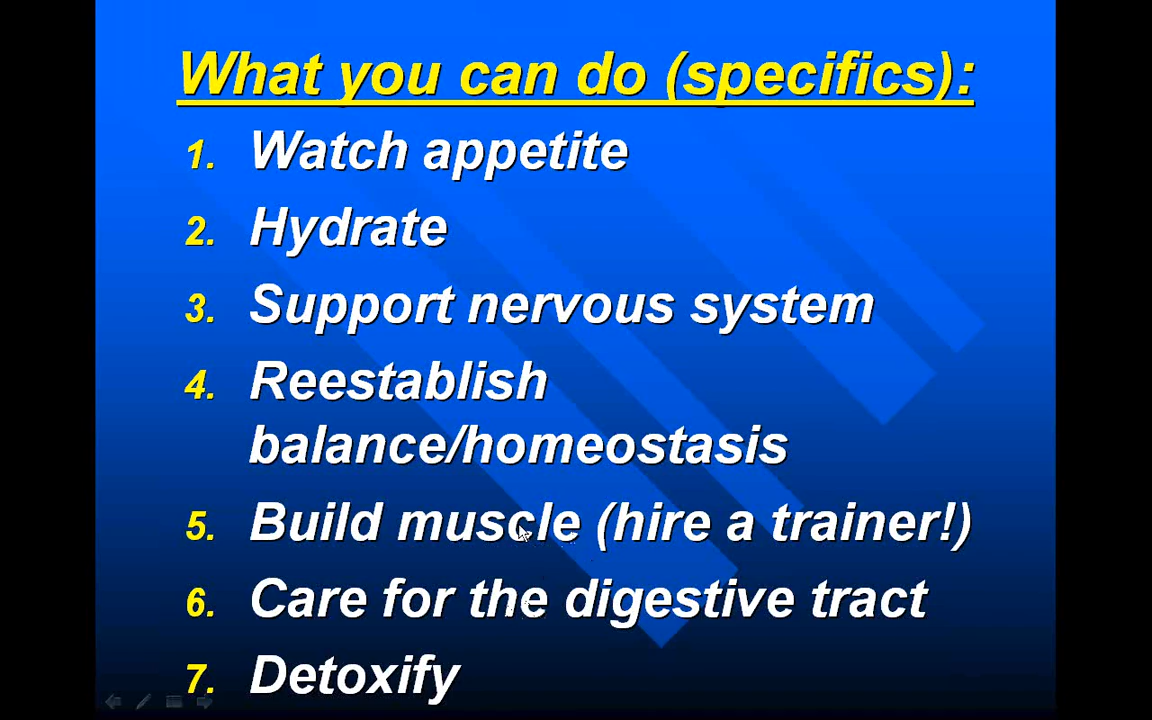 What you can do (specifics):
1. Watch appetite
2. Hydrate
3. Support nervous system
4. Reestablish
balance/homeostasis
5. Build muscle (hire a trainer!)
6. Care for the digestive tract
7. Detoxify